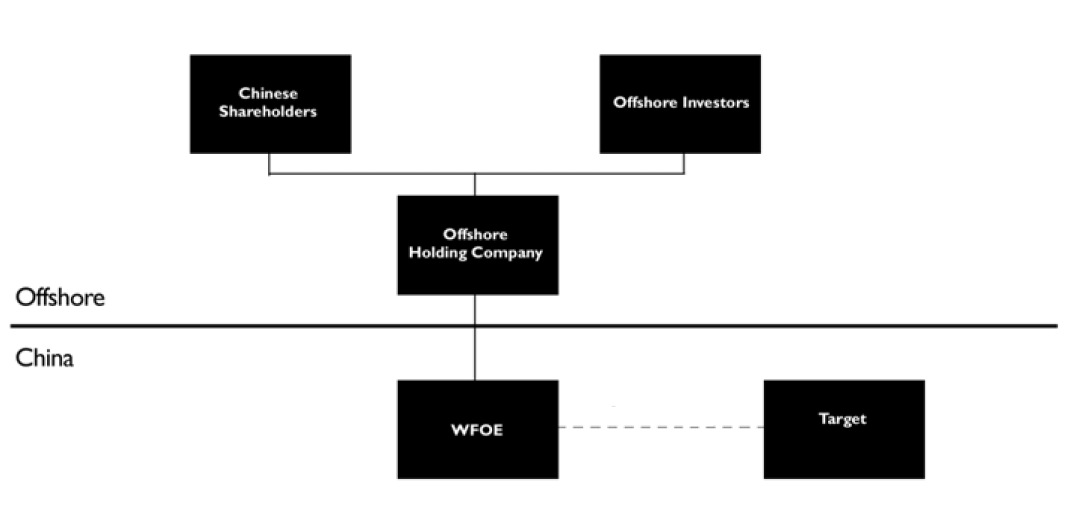 Chinese
Shareholders
Offshore Investors
Offshore
Holding Company
Offshore
China
WFOE
Target